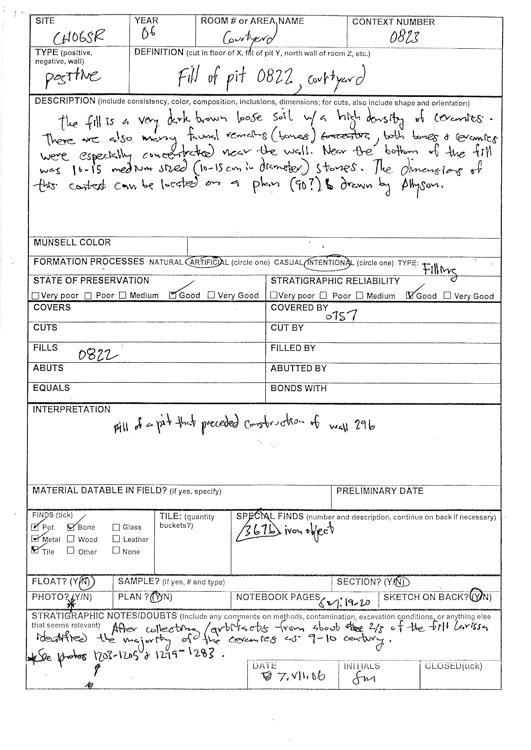 SITE YEAR ROOM # or AREA NAME CONTEXT NUMBER
CHOGSR 06 Courtyard 0823
TYPE (positive, negative, wall) DEFINITION (cut in floor of X, fill of pit Y, north wall of room Z, etc.)
positive Fill of pit 0822, courtyard
DESCRIPTION (include consistency, color, composition, inclusions, dimensions; for cuts, also include shape and orientation)
The fill is a very dark brown loose soil w/ a high density of ceramics.
There are also many faunal remains (bones), both bones & ceramics
were especially concentrated near the wall. Near the bottom of the fill
was 10-15 medium sized (10-15 cm in diameter) stones. The dimensions of
this context can be located on a plan (90?) drawn by Allyson.
MUNSELL COLOR
FORMATION PROCESSES NATURAL ARTIFICIAL (circle one) CASUAL INTENTIONAL (circle one) TYPE: Filling
STATE OF PRESERVATION STRATIGRAPHIC RELIABILITY
Very poor Poor Medium Good Very Good Very poor Poor Medium Good Very Good
COVERS COVERED BY 0757
CUTS CUT BY
FILLS 0822 FILLED BY
ABUTS ABUTTED BY
EQUALS BONDS WITH
INTERPRETATION
Fill of a pit that preceded construction of wall 296
MATERIAL DATABLE IN FIELD? (if yes, specify) PRELIMINARY DATE
FINDS (tick) TILE: (quantity buckets?) SPECIAL FINDS (number and description, continue on back if necessary)
Pot Bone Glass 3676 iron object
Metal Wood Leather
Tile Other None
FLOAT? (Y/N) SAMPLE? (if yes, # and type) SECTION? (Y/N)
PHOTO? (Y/N) PLAN? (Y/N) NOTEBOOK PAGES 19-20 SKETCH ON BACK? (Y/N)
STRATIGRAPHIC NOTES/DOUBTS (Include any comments on methods, contamination, excavation conditions, or anything else
that seems relevant) After collecting artifacts from about 2/3 of the fill Larissa
identified the majority of the ceramics as 9-10 century.
*See photos 1203-1205 & 1279-1283.
DATE INITIALS CLOSED(tick)
7.VII.06